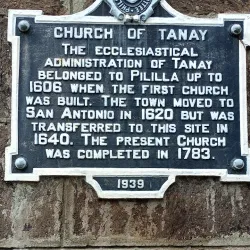 CHURCH OF TANAY
THE ECCLESIASTICAL
ADMINISTRATION OF TANAY
BELONGED TO PILILLA UP TO
1606 WHEN THE FIRST CHURCH
WAS BUILT. THE TOWN MOVED TO
SAN ANTONIO IN 1620 BUT WAS
TRANSFERRED TO THIS SITE IN
1640. THE PRESENT CHURCH
WAS COMPLETED IN 1783.
1939